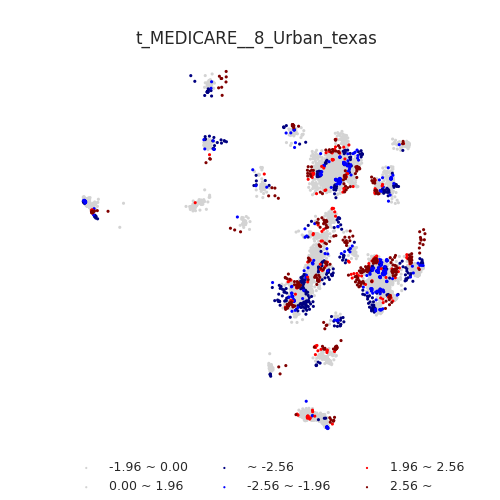 t_MEDICARE__8_Urban_texas
-1.96 ~ 0.00 ~ -2.56 1.96 ~ 2.56
0.00 ~ 1.96 -2.56 ~ -1.96 2.56 ~